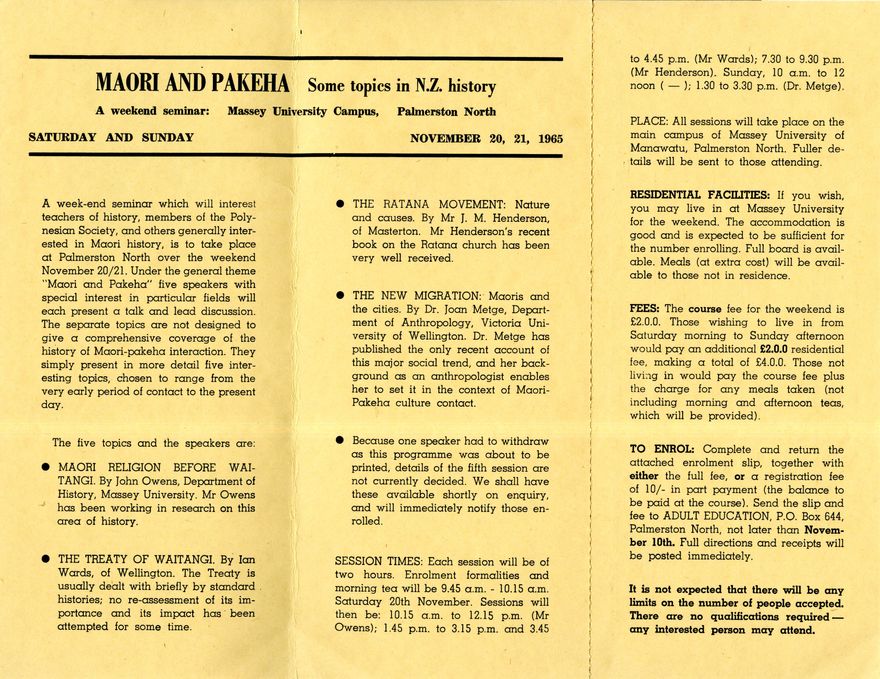 MAORI AND PAKEHA Some topics in N.Z. history
A weekend seminar: Massey University Campus, Palmerston North
SATURDAY AND SUNDAY NOVEMBER 20, 21, 1965
A week-end seminar which will interest
teachers of history, members of the Poly-
nesian Society, and others generally inter-
ested in Maori history, is to take place
at Palmerston North over the weekend
November 20/21. Under the general theme
"Maori and Pakeha" five speakers with
special interest in particular fields will
each present a talk and lead discussion.
The separate topics are not designed to
give a comprehensive coverage of the
history of Maori-pakeha interaction. They
simply present in more detail five inter-
esting topics, chosen to range from the
very early period of contact to the present
day.
The five topics and the speakers are:
● MAORI RELIGION BEFORE WAI-
TANGI. By John Owens, Department of
History, Massey University. Mr Owens
has been working in research on this
area of history.
● THE TREATY OF WAITANGI. By Ian
Wards, of Wellington. The Treaty is
usually dealt with briefly by standard
histories; no re-assessment of its im-
portance and its impact has been
attempted for some time.
● THE RATANA MOVEMENT: Nature
and causes. By Mr J. M. Henderson,
of Masterton. Mr Henderson's recent
book on the Ratana church has been
very well received.
● THE NEW MIGRATION: Maoris and
the cities. By Dr. Joan Metge, Depart-
ment of Anthropology, Victoria Uni-
versity of Wellington. Dr. Metge has
published the only recent account of
this major social trend, and her back-
ground as an anthropologist enables
her to set it in the context of Maori-
Pakeha culture contact.
● Because one speaker had to withdraw
as this programme was about to be
printed, details of the fifth session are
not currently decided. We shall have
these available shortly on enquiry,
and will immediately notify those en-
rolled.
SESSION TIMES: Each session will be of
two hours. Enrolment formalities and
morning tea will be 9.45 a.m. - 10.15 a.m.
Saturday 20th November. Sessions will
then be: 10.15 a.m. to 12.15 p.m. (Mr
Owens); 1.45 p.m. to 3.15 p.m. and 3.45
to 4.45 p.m. (Mr Wards); 7.30 to 9.30 p.m.
(Mr Henderson). Sunday, 10 a.m. to 12
noon ( — ); 1.30 to 3.30 p.m. (Dr. Metge).
PLACE: All sessions will take place on the
main campus of Massey University of
Manawatu, Palmerston North. Fuller de-
tails will be sent to those attending.
RESIDENTIAL FACILITIES: If you wish,
you may live in at Massey University
for the weekend. The accommodation is
good and is expected to be sufficient for
the number enrolling. Full board is avail-
able. Meals (at extra cost) will be avail-
able to those not in residence.
FEES: The course fee for the weekend is
£2.0.0. Those wishing to live in from
Saturday morning to Sunday afternoon
would pay an additional £2.0.0 residential
fee, making a total of £4.0.0. Those not
living in would pay the course fee plus
the charge for any meals taken (not
including morning and afternoon teas,
which will be provided).
TO ENROL: Complete and return the
attached enrolment slip, together with
either the full fee, or a registration fee
of 10/- in part payment (the balance to
be paid at the course). Send the slip and
fee to ADULT EDUCATION, P.O. Box 644,
Palmerston North, not later than Novem-
ber 10th. Full directions and receipts will
be posted immediately.
It is not expected that there will be any
limits on the number of people accepted.
There are no qualifications required —
any interested person may attend.